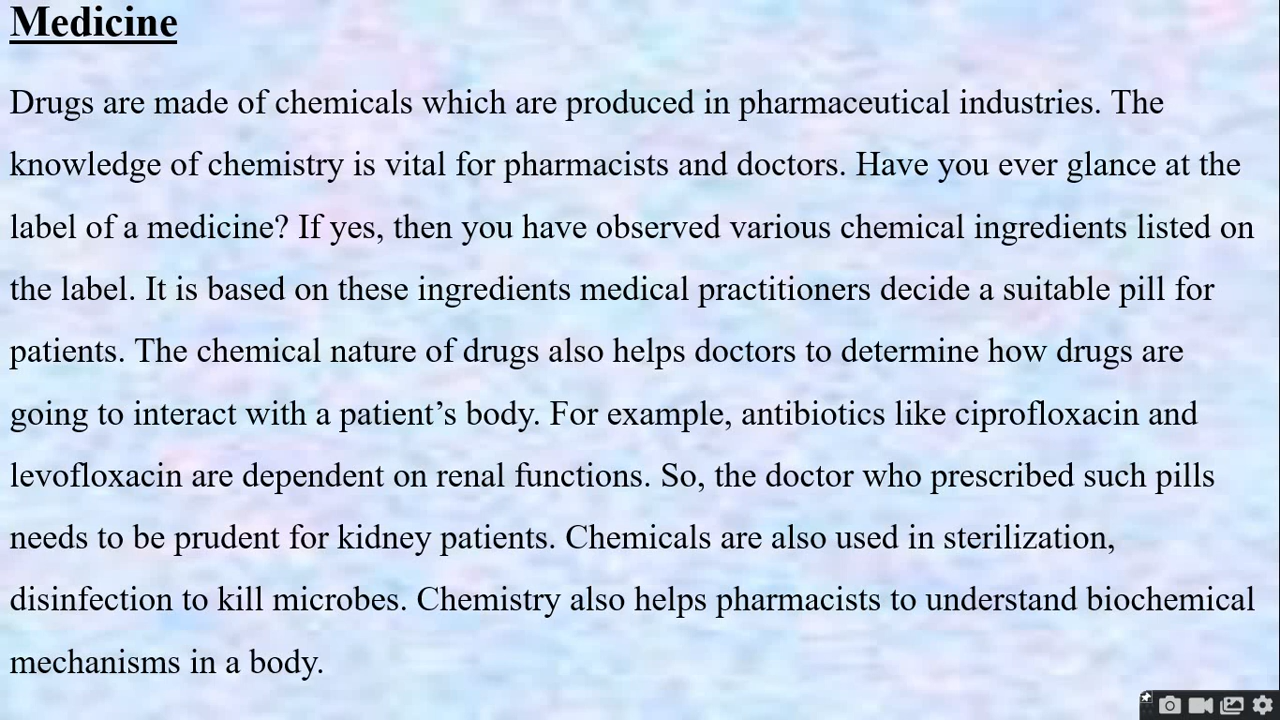 Medicine
Drugs are made of chemicals which are produced in pharmaceutical industries. The
knowledge of chemistry is vital for pharmacists and doctors. Have you ever glance at the
label of a medicine? If yes, then you have observed various chemical ingredients listed on
the label. It is based on these ingredients medical practitioners decide a suitable pill for
patients. The chemical nature of drugs also helps doctors to determine how drugs are
going to interact with a patient’s body. For example, antibiotics like ciprofloxacin and
levofloxacin are dependent on renal functions. So, the doctor who prescribed such pills
needs to be prudent for kidney patients. Chemicals are also used in sterilization,
disinfection to kill microbes. Chemistry also helps pharmacists to understand biochemical
mechanisms in a body.